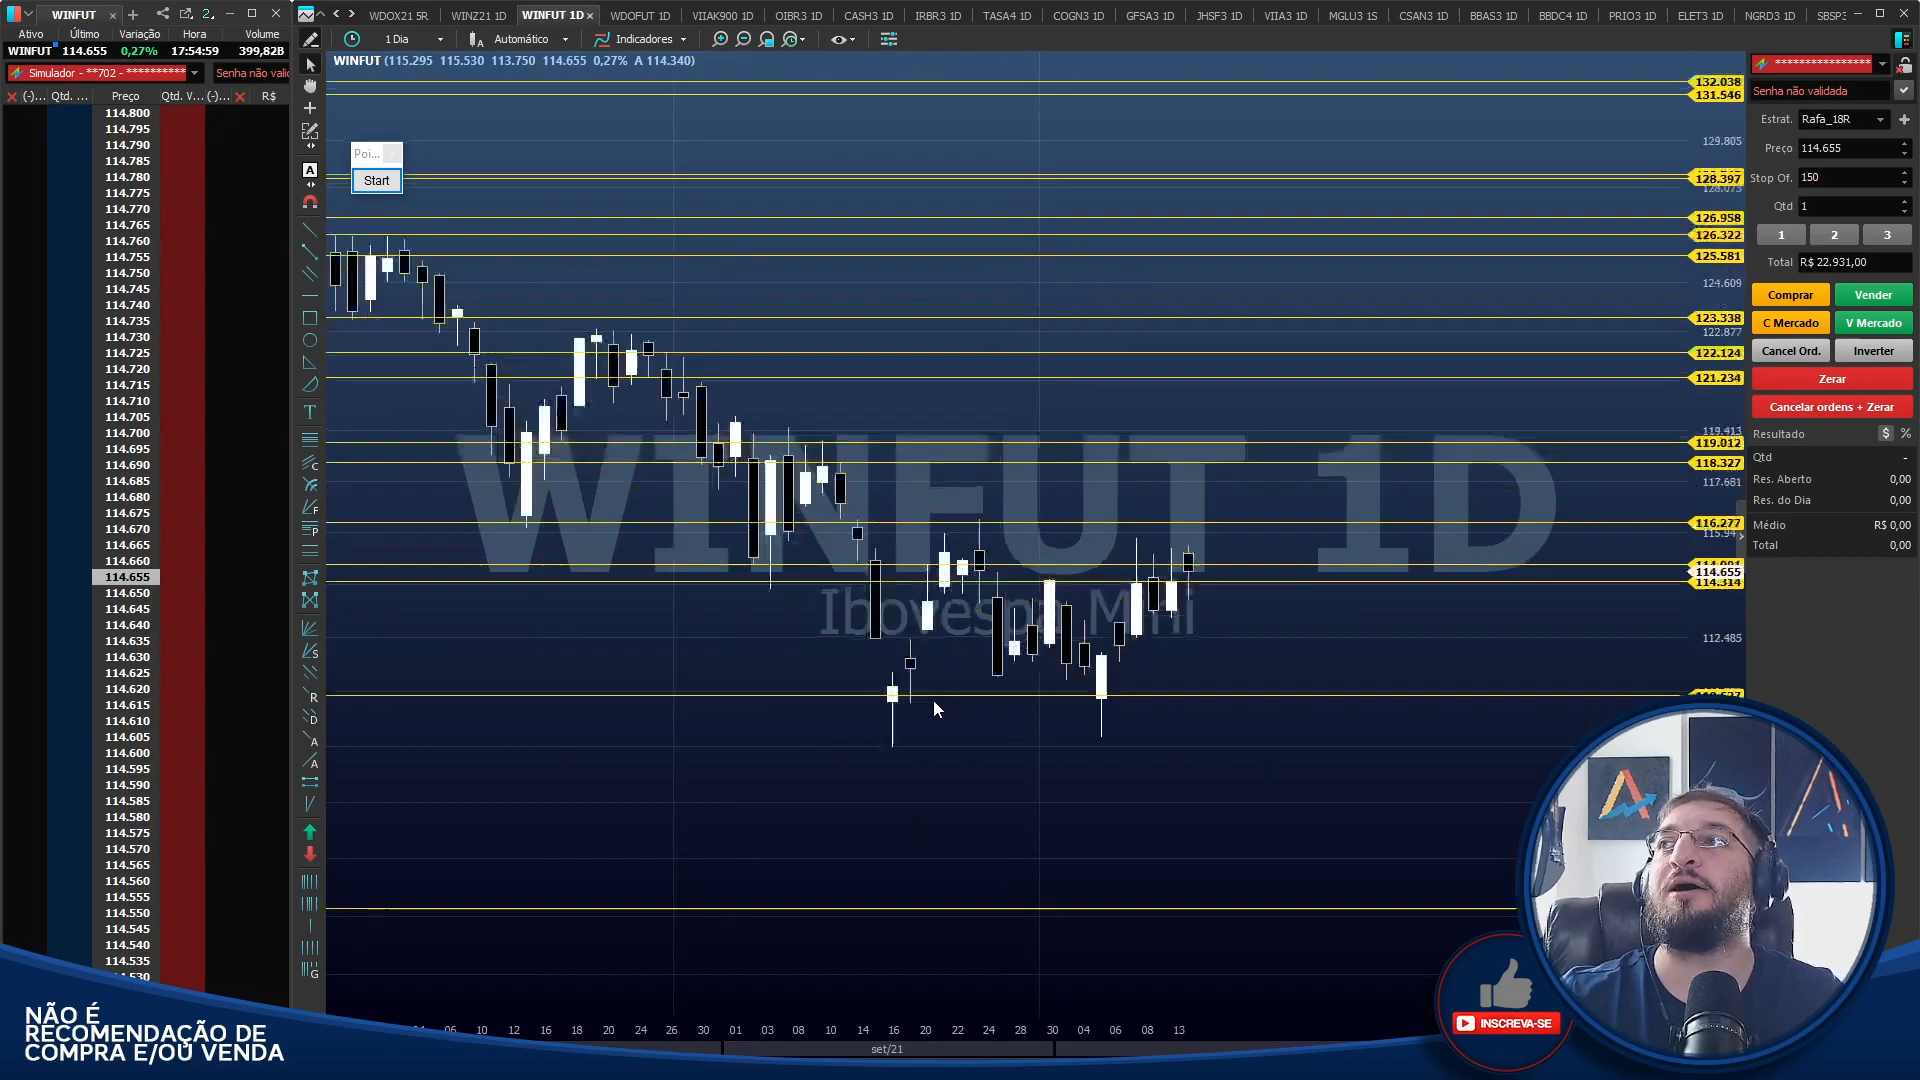 WINFUT
Ativo Último Variação Hora Volume
WINFUT 114.655 0,27% 17:54:59 399,82B
Simulador - **702 - **********
(-)... Qtd. ... Preço Qtd. V... (-)... R$
114.800
114.795
114.790
114.785
114.780
114.775
114.770
114.765
114.760
114.755
114.750
114.745
114.740
114.735
114.730
114.725
114.720
114.715
114.710
114.705
114.700
114.695
114.690
114.685
114.680
114.675
114.670
114.665
114.660
114.655
114.650
114.645
114.640
114.635
114.630
114.625
114.620
114.615
114.610
114.605
114.600
114.595
114.590
114.585
114.580
114.575
114.570
114.565
114.560
114.555
114.550
114.545
114.540
114.535
NÃO É
RECOMENDAÇÃO DE
COMPRA E/OU VENDA
WDOX21 5R WINZ21 1D WINFUT 1D WDOFUT 1D VIIAK900 1D OIBR3 1D CASH3 1D IRBR3 1D TASA4 1D COGN3 1D GFSA3 1D JHSF3 1D VIIA3 1D MGLU3 1S CSAN3 1D BBAS3 1D BBDC4 1D PRIO3 1D ELET3 1D NGRD3 1D SBSP3
1 Dia Automático Indicadores
WINFUT (115.295 115.530 113.750 114.655 0,27% A 114.340)
Poi...
Start
WINFUT 1D
Ibovespa Mini
132.038
131.546
129.805
128.397
128.073
126.958
126.322
125.581
124.609
123.338
122.877
122.124
121.234
119.413
119.012
118.327
117.681
116.277
114.655
114.314
112.485
06 10 12 16 18 20 24 26 30 01 03 08 10 14 16 20 22 24 28 30 04 06 08 13
set/21
****************
Senha não validada
Estrat. Rafa_18R
Preço 114.655
Stop Of. 150
Qtd 1
1 2 3
Total R$ 22.931,00
Comprar Vender
C Mercado V Mercado
Cancel Ord. Inverter
Zerar
Cancelar ordens + Zerar
Resultado $ %
Qtd -
Res. Aberto 0,00
Res. do Dia 0,00
Médio R$ 0,00
Total 0,00
INSCREVA-SE